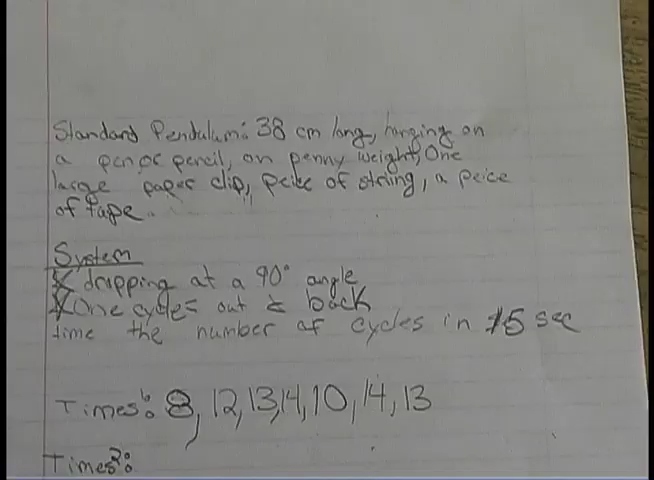 Standard Pendulum: 38 cm long, hanging on
a pen or pencil, on penny weight, One
large paper clip, peice of string, a peice
of tape.
System
X dropping at a 90° angle
X One cycle = out & back
time the number of cycles in 15 sec
Times: 8, 12, 13, 14, 10, 14, 13
Times2: